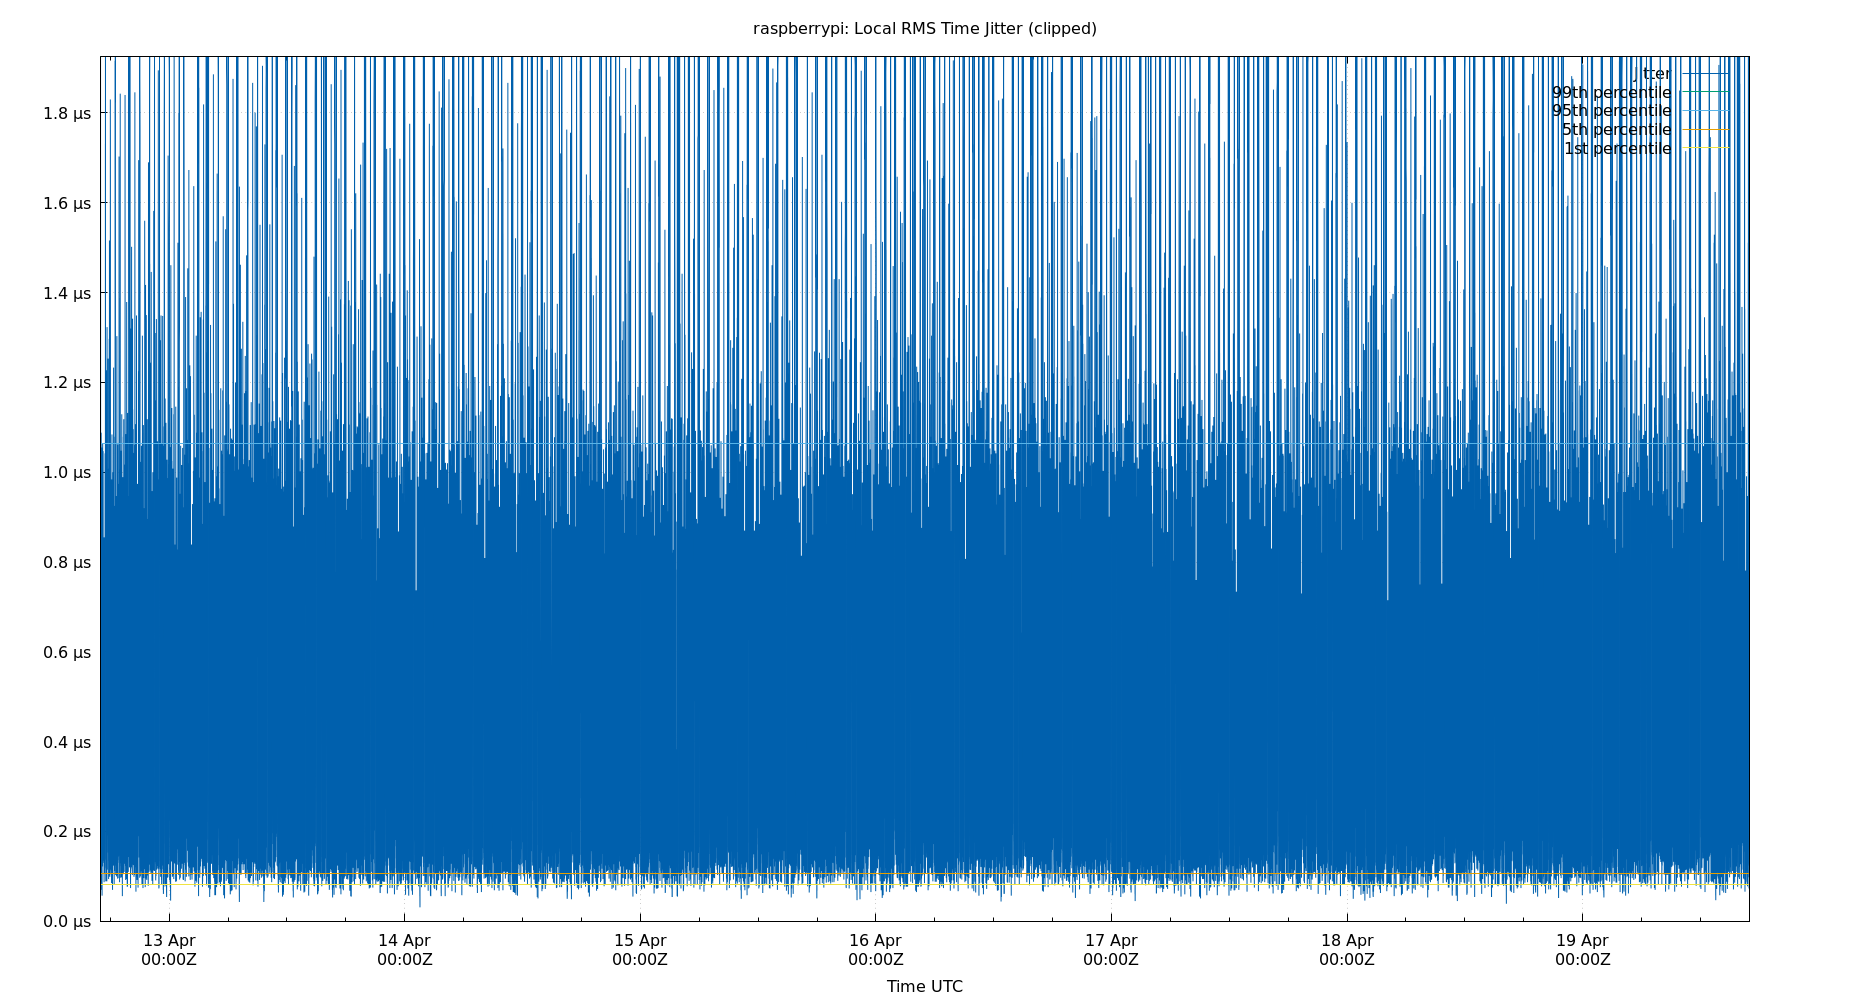 raspberrypi: Local RMS Time Jitter (clipped)
jitter
99th percentile
95th percentile
5th percentile
1st percentile
1.8 µs
1.6 µs
1.4 µs
1.2 µs
1.0 µs
0.8 µs
0.6 µs
0.4 µs
0.2 µs
0.0 µs
13 Apr 14 Apr 15 Apr 16 Apr 17 Apr 18 Apr 19 Apr
00:00Z 00:00Z 00:00Z 00:00Z 00:00Z 00:00Z 00:00Z
Time UTC